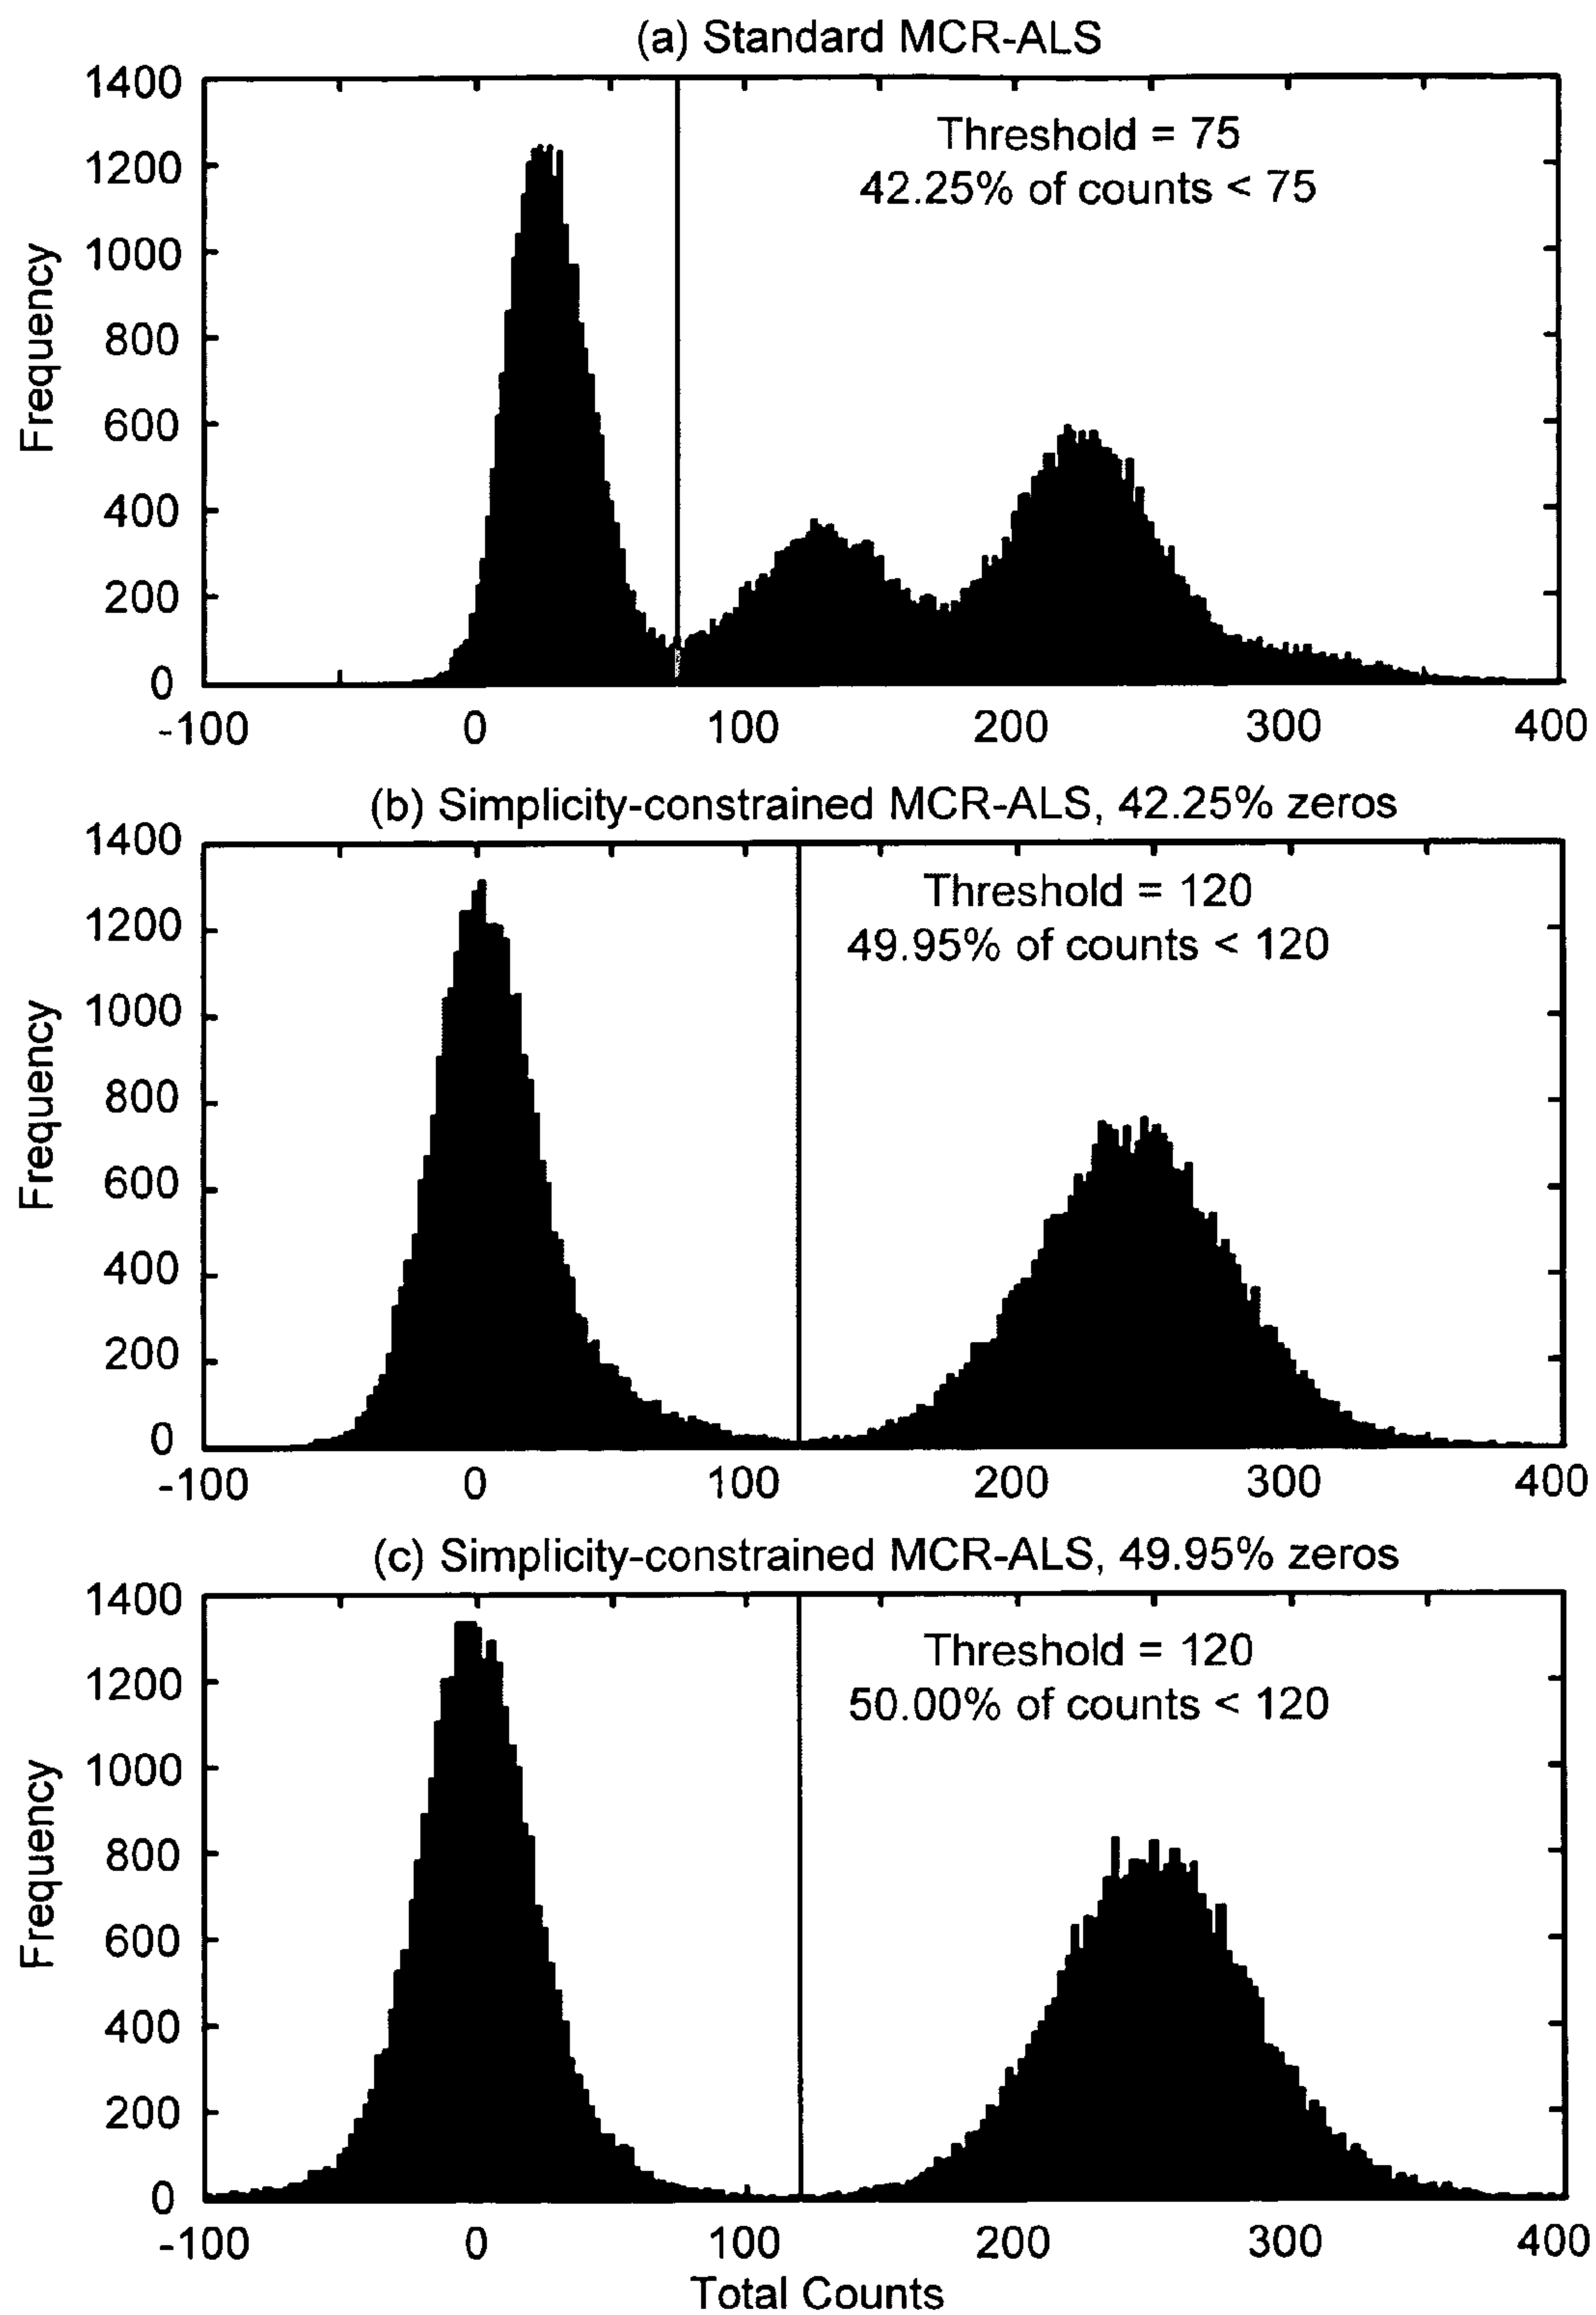 (a) Standard MCR-ALS
1400
1200
1000
800
600
400
200
0
Frequency
Threshold = 75
42.25% of counts < 75
-100 0 100 200 300 400
(b) Simplicity-constrained MCR-ALS, 42.25% zeros
1400
1200
1000
800
600
400
200
0
Frequency
Threshold = 120
49.95% of counts < 120
-100 0 100 200 300 400
(c) Simplicity-constrained MCR-ALS, 49.95% zeros
1400
1200
1000
800
600
400
200
0
Frequency
Threshold = 120
50.00% of counts < 120
-100 0 100 200 300 400
Total Counts